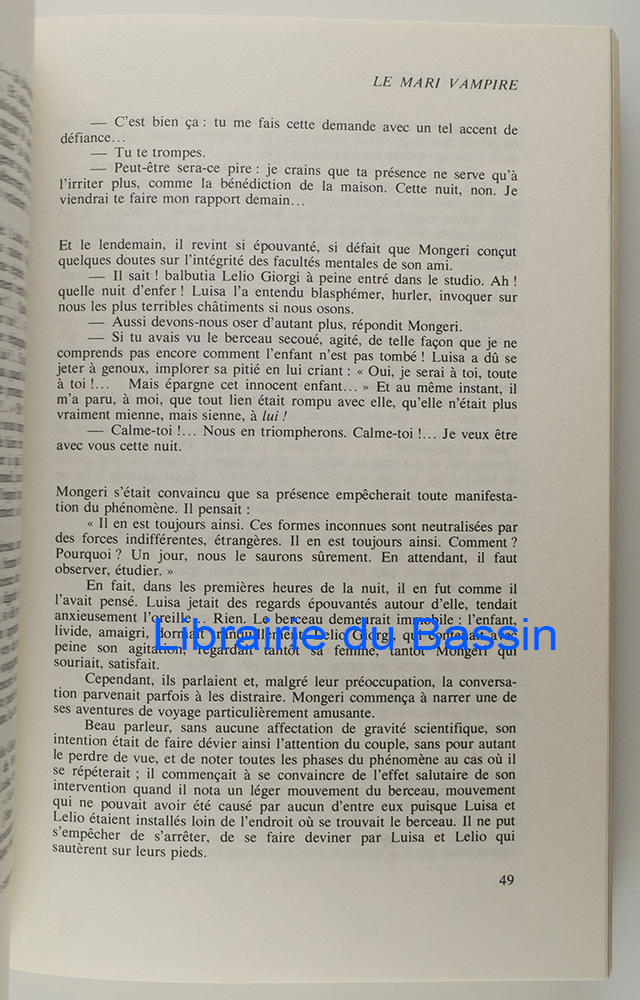 LE MARI VAMPIRE
— C'est bien ça : tu me fais cette demande avec un tel accent de
défiance...
— Tu te trompes.
— Peut-être sera-ce pire : je crains que ta présence ne serve qu'à
l'irriter plus, comme la bénédiction de la maison. Cette nuit, non. Je
viendrai te faire mon rapport demain...
Et le lendemain, il revint si épouvanté, si défait que Mongeri conçut
quelques doutes sur l'intégrité des facultés mentales de son ami.
— Il sait ! balbutia Lelio Giorgi à peine entré dans le studio. Ah !
quelle nuit d'enfer ! Luisa l'a entendu blasphémer, hurler, invoquer sur
nous les plus terribles châtiments si nous osons.
— Aussi devons-nous oser d'autant plus, répondit Mongeri.
— Si tu avais vu le berceau secoué, agité, de telle façon que je ne
comprends pas encore comment l'enfant n'est pas tombé ! Luisa a dû se
jeter à genoux, implorer sa pitié en lui criant : « Oui, je serai à toi, toute
à toi !... Mais épargne cet innocent enfant... » Et au même instant, il
m'a paru, à moi, que tout lien était rompu avec elle, qu'elle n'était plus
vraiment mienne, mais sienne, à lui !
— Calme-toi !... Nous en triompherons. Calme-toi !... Je veux être
avec vous cette nuit.
Mongeri s'était convaincu que sa présence empêcherait toute manifesta-
tion du phénomène. Il pensait :
« Il en est toujours ainsi. Ces formes inconnues sont neutralisées par
des forces indifférentes, étrangères. Il en est toujours ainsi. Comment ?
Pourquoi ? Un jour, nous le saurons sûrement. En attendant, il faut
observer, étudier. »
En fait, dans les premières heures de la nuit, il en fut comme il
l'avait pensé. Luisa jetait des regards épouvantés autour d'elle, tendait
anxieusement l'oreille... Rien. Le berceau demeurait immobile : l'enfant,
livide, amaigri, dormait tranquillement. Lelio Giorgi, qui contenait avec
peine son agitation, regardait tantôt sa femme, tantôt Mongeri qui
souriait, satisfait.
Librairie du Bassin
Cependant, ils parlaient et, malgré leur préoccupation, la conversa-
tion parvenait parfois à les distraire. Mongeri commença à narrer une de
ses aventures de voyage particulièrement amusante.
Beau parleur, sans aucune affectation de gravité scientifique, son
intention était de faire dévier ainsi l'attention du couple, sans pour autant
le perdre de vue, et de noter toutes les phases du phénomène au cas où il
se répéterait ; il commençait à se convaincre de l'effet salutaire de son
intervention quand il nota un léger mouvement du berceau, mouvement
qui ne pouvait avoir été causé par aucun d'entre eux puisque Luisa et
Lelio étaient installés loin de l'endroit où se trouvait le berceau. Il ne put
s'empêcher de s'arrêter, de se faire deviner par Luisa et Lelio qui
sautèrent sur leurs pieds.
49